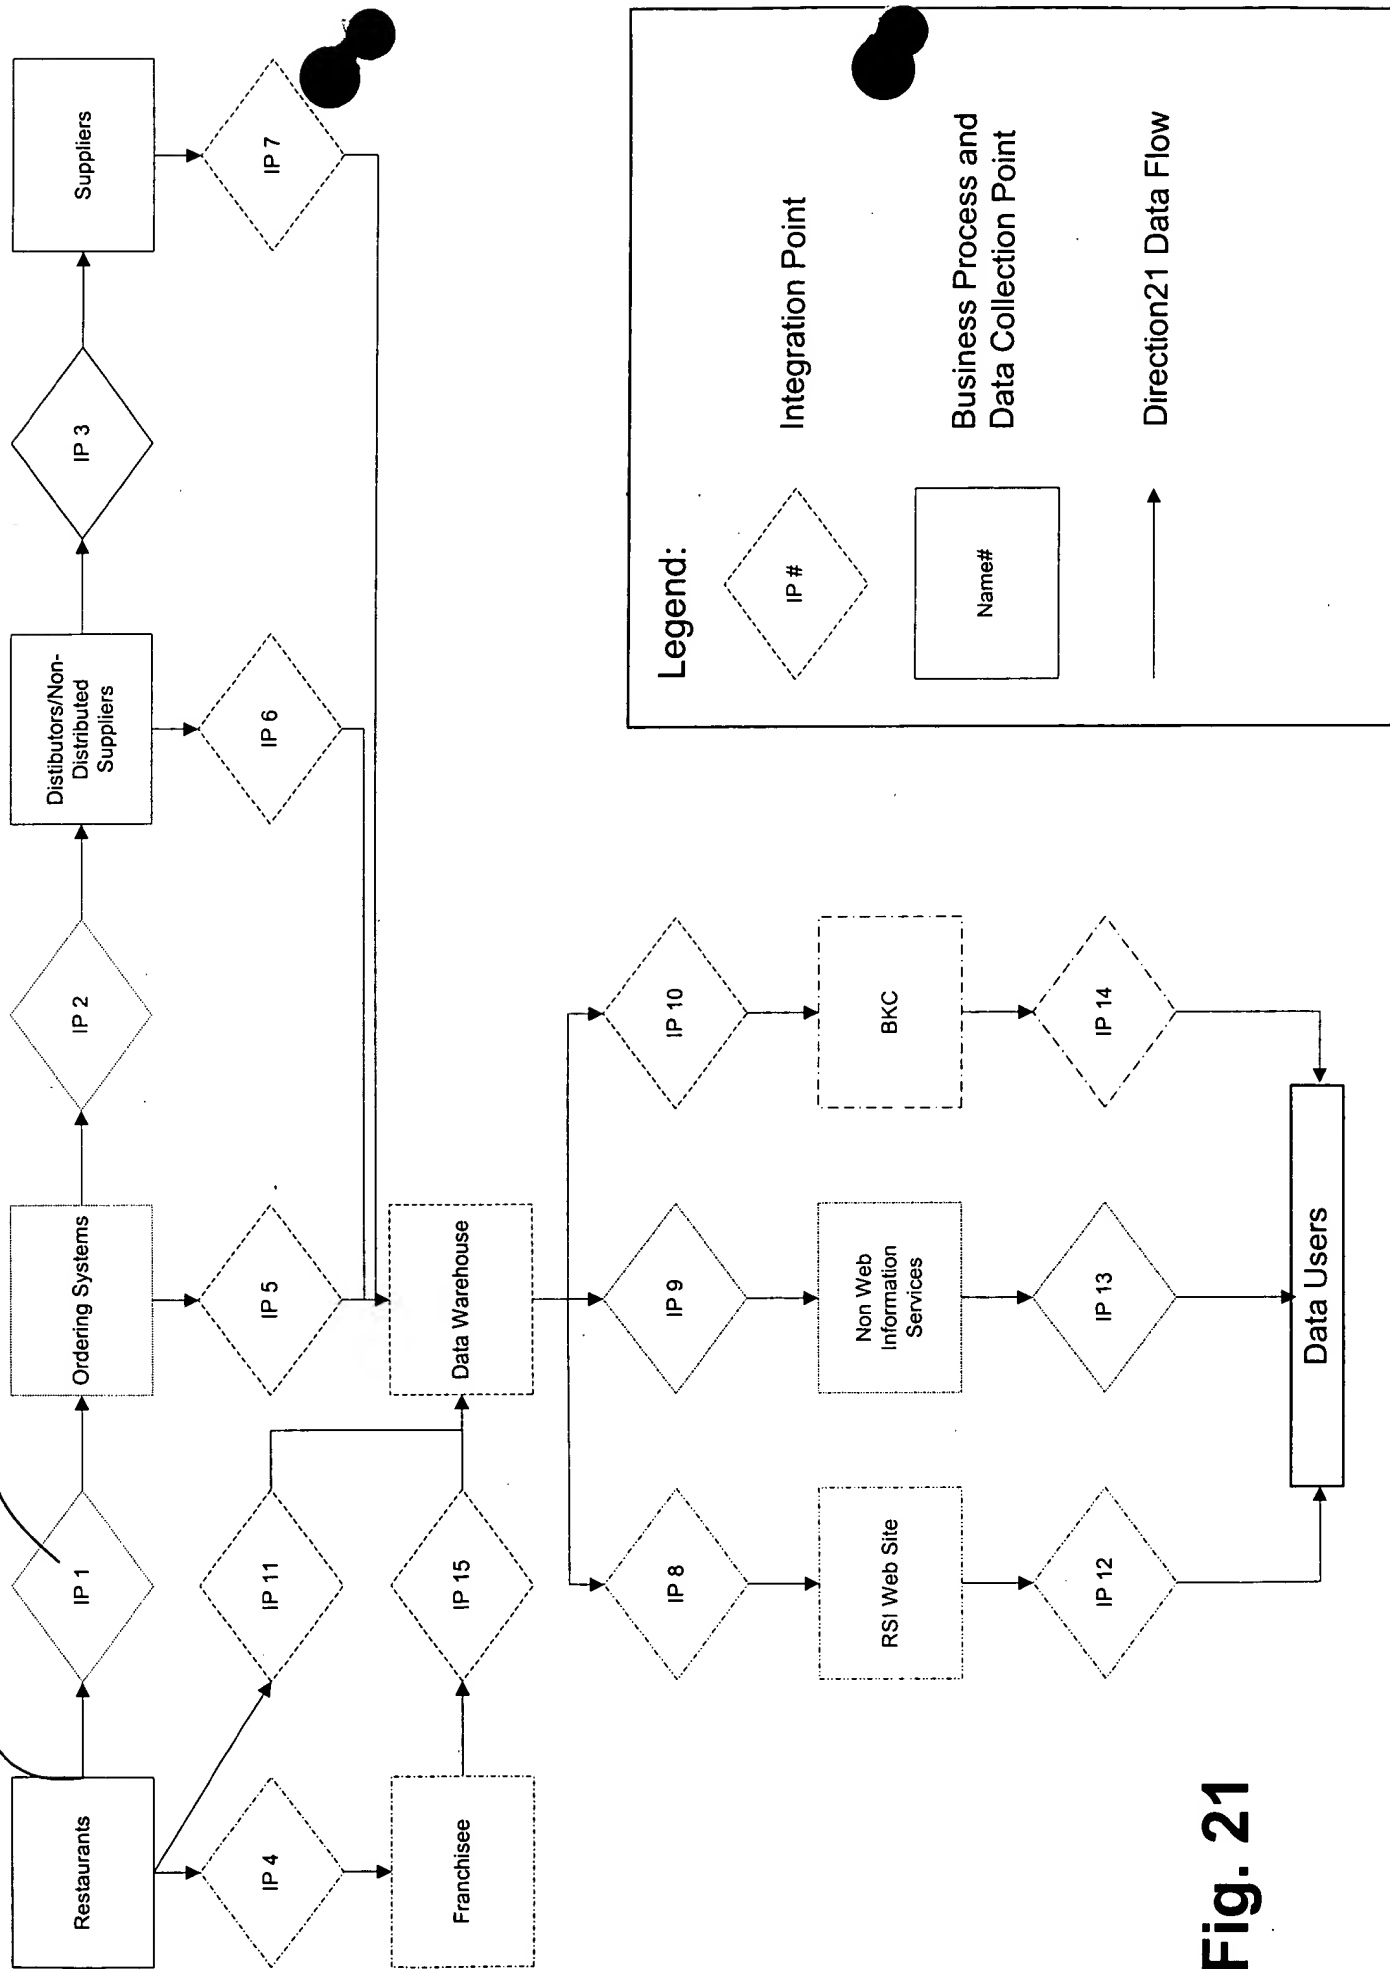 Restaurants
IP 1
Ordering Systems
IP 2
Distibutors/Non-
Distributed
Suppliers
IP 3
Suppliers
IP 4
IP 11
IP 5
IP 6
IP 7
Franchisee
IP 15
Data Warehouse
IP 8
IP 9
IP 10
RSI Web Site
Non Web
Information
Services
BKC
IP 12
IP 13
IP 14
Data Users
Legend:
IP #
Integration Point
Name#
Business Process and
Data Collection Point
Direction21 Data Flow
Fig. 21